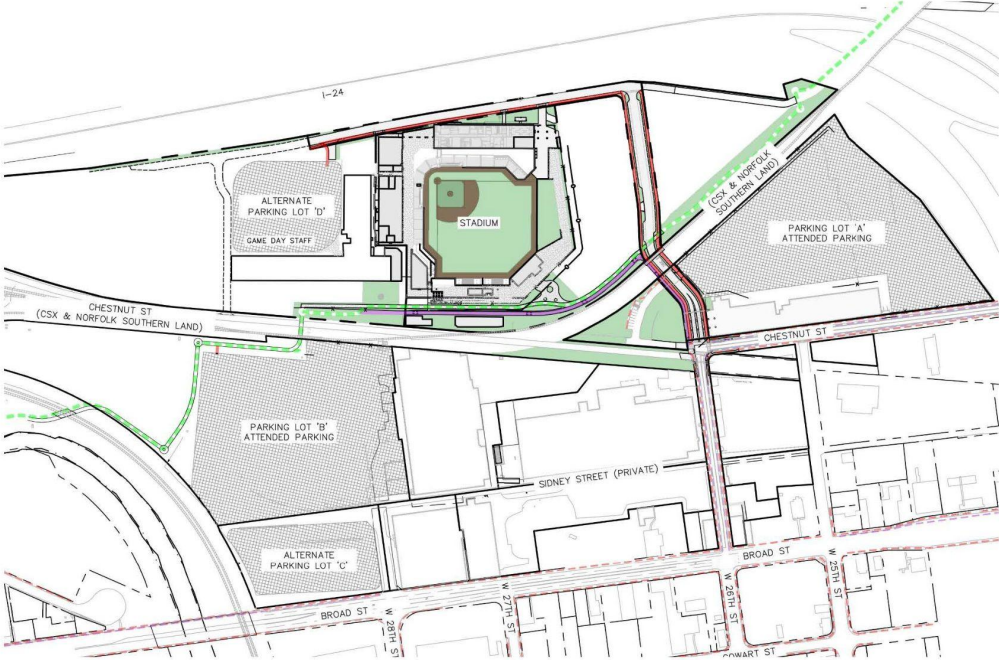 I-24
ALTERNATE
PARKING LOT 'D'
GAME DAY STAFF
STADIUM
(CSX & NORFOLK
SOUTHERN LAND)
PARKING LOT 'A'
ATTENDED PARKING
CHESTNUT ST
(CSX & NORFOLK SOUTHERN LAND)
CHESTNUT ST
PARKING LOT 'B'
ATTENDED PARKING
SIDNEY STREET (PRIVATE)
ALTERNATE
PARKING LOT 'C'
BROAD ST
BROAD ST
W 28TH ST
W 27TH ST
W 26TH ST
W 25TH ST
COWART ST